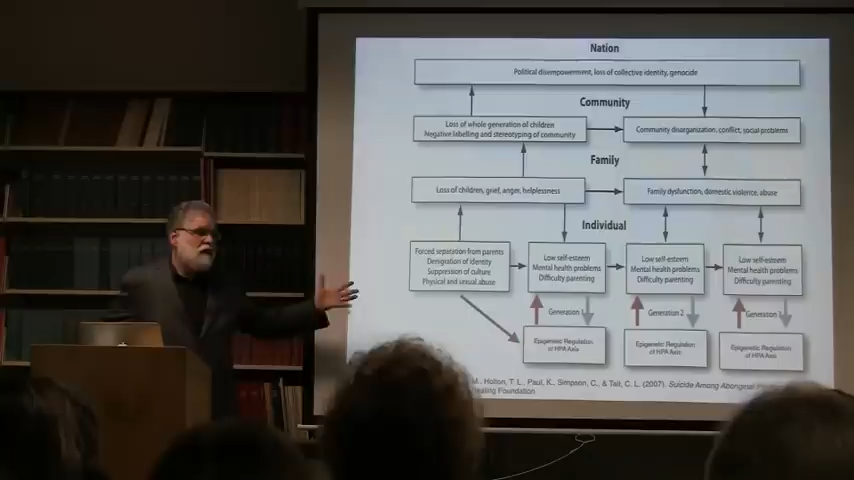 Nation
Political disempowerment, loss of collective identity, genocide
Community
Loss of whole generation of children
Negative labelling and stereotyping of community
Community disorganization, conflict, social problems
Family
Loss of children, grief, anger, helplessness
Family dysfunction, domestic violence, abuse
Individual
Forced separation from parents
Denigration of identity
Suppression of culture
Physical and sexual abuse
Low self-esteem
Mental health problems
Difficulty parenting
Low self-esteem
Mental health problems
Difficulty parenting
Low self-esteem
Mental health problems
Difficulty parenting
Generation
Generation 2
Generation
Epigenetic Regulation
of HPA Axis
Epigenetic Regulation
of HPA Axis
Epigenetic Regulation
of HPA Axis
M., Holton, T. L., Paul, K., Simpson, C., & Tait, C. L. (2007). Suicide Among Aboriginal
Foundation